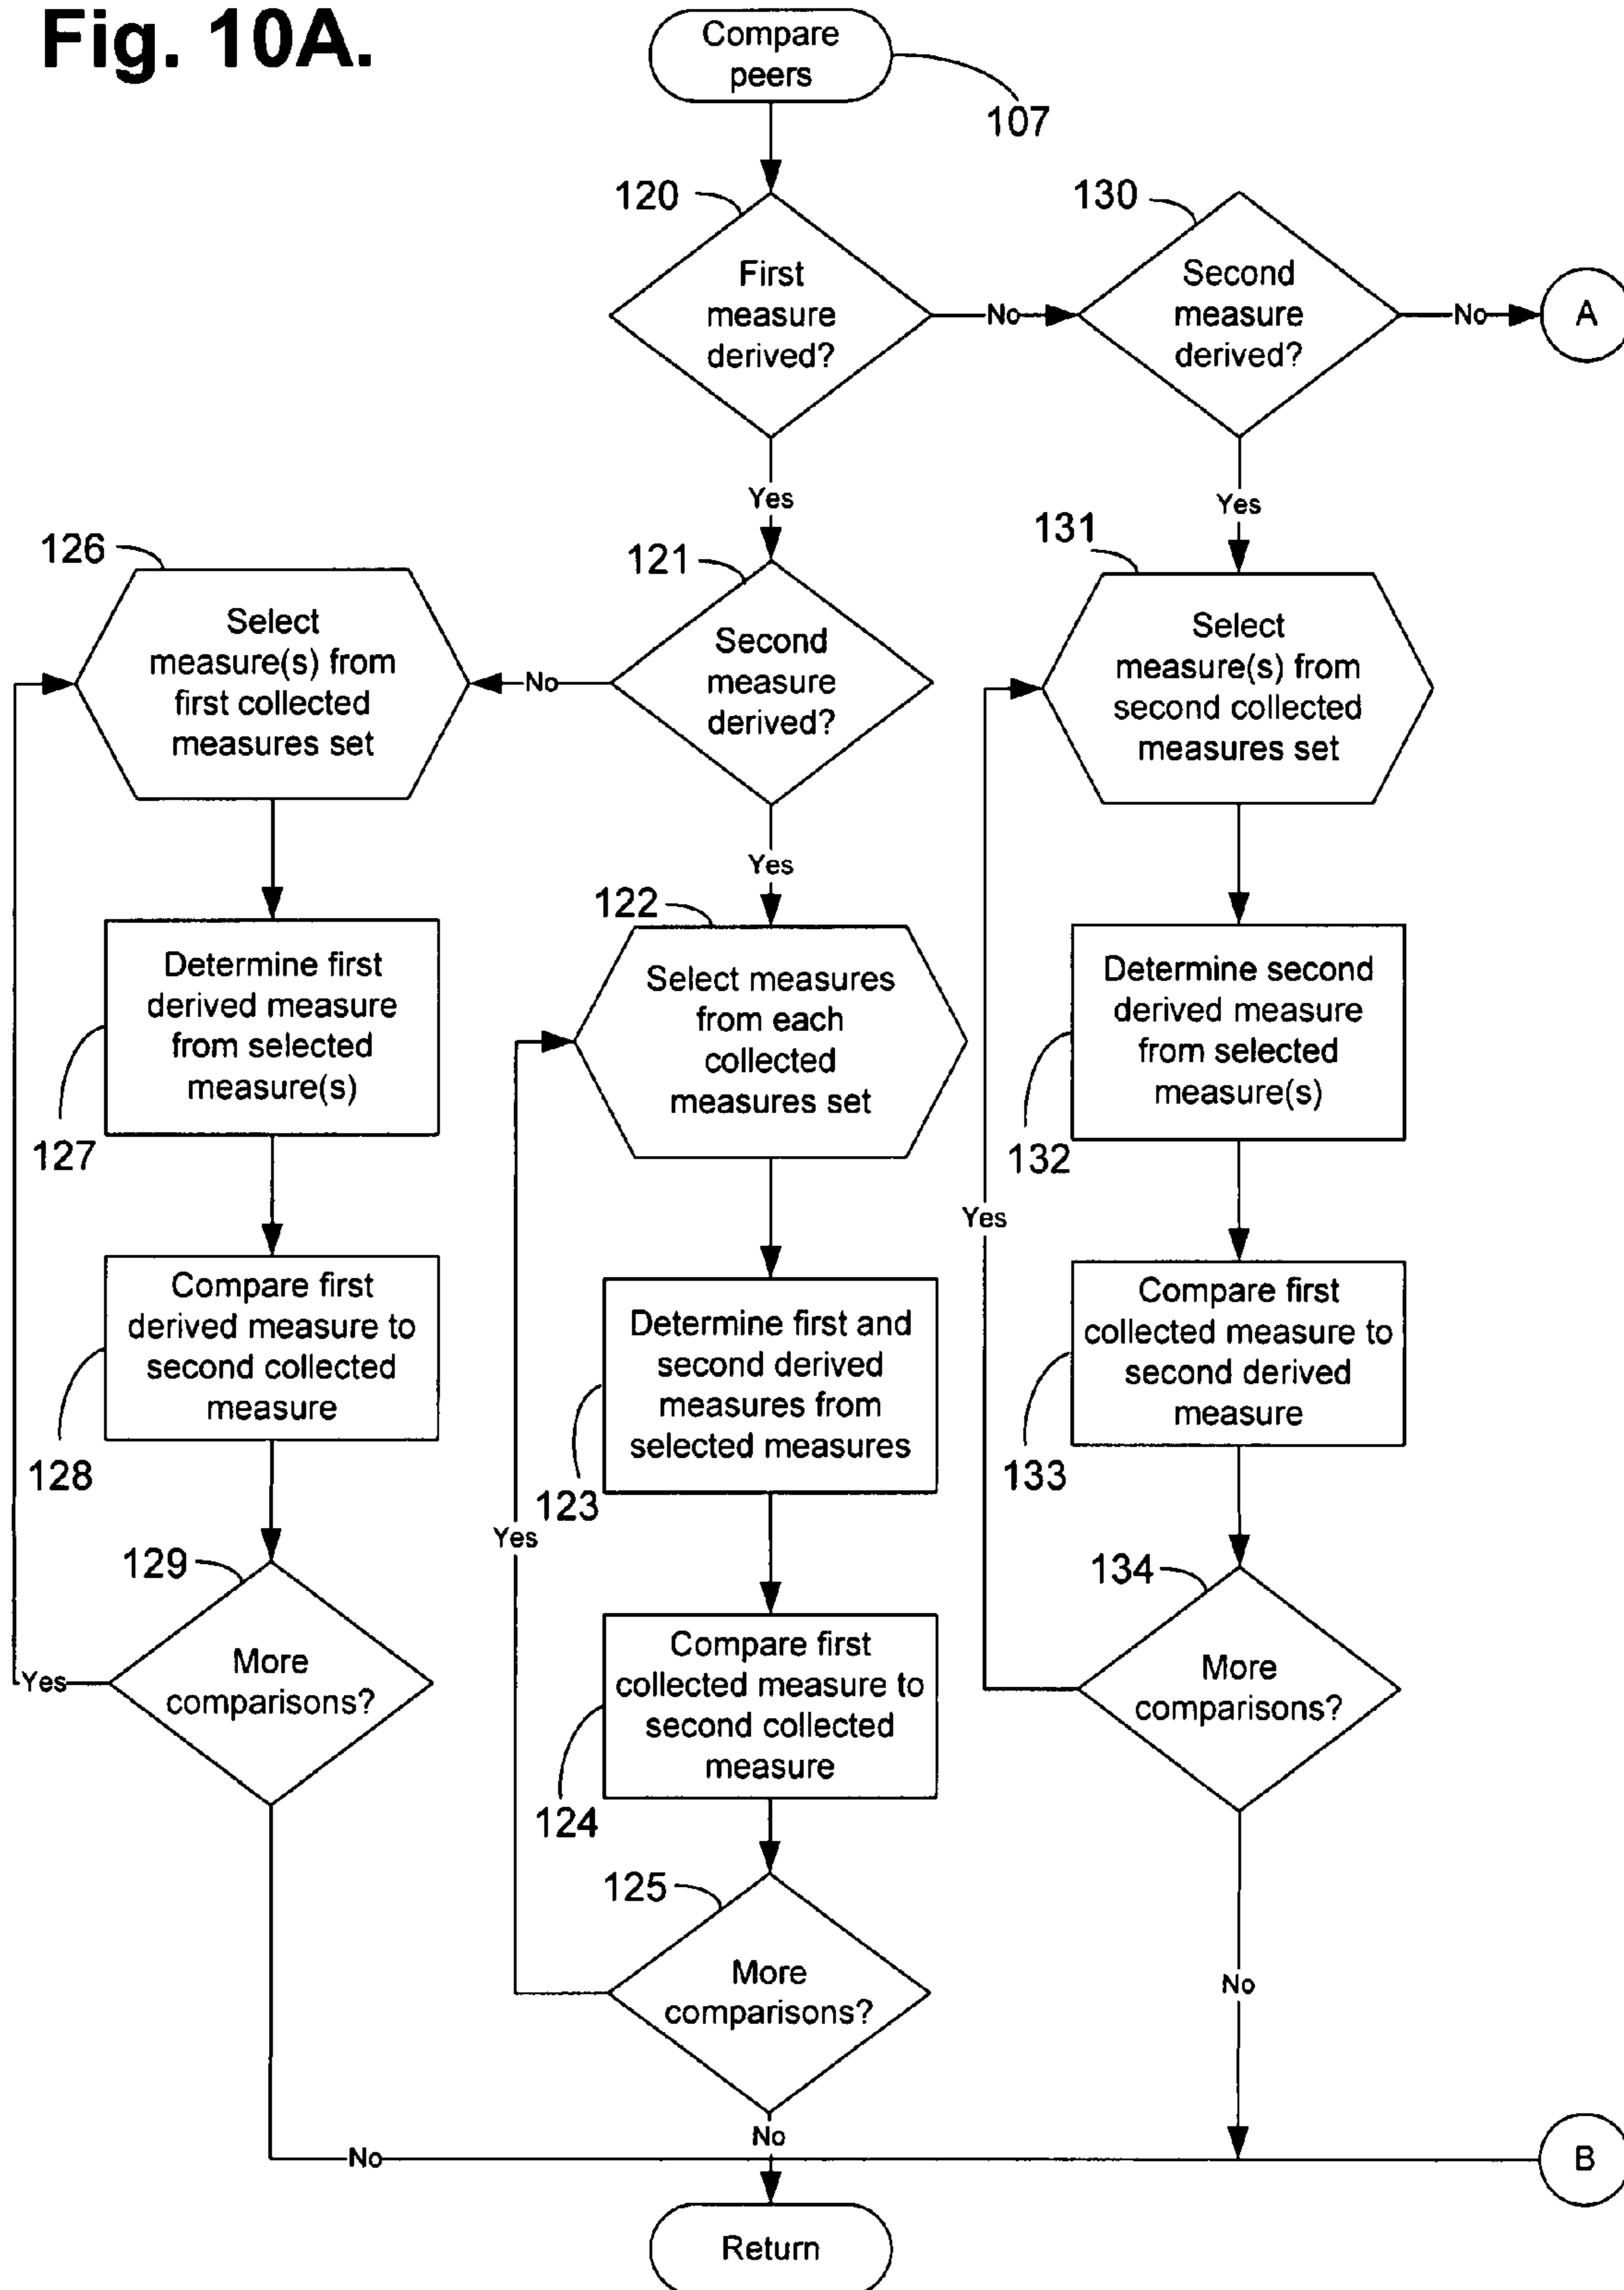 Fig. 10A.
Compare
peers
107
120
First
measure
derived?
No
130
Second
measure
derived?
No
A
Yes
Yes
126
Select
measure(s) from
first collected
measures set
121
Second
measure
derived?
No
131
Select
measure(s) from
second collected
measures set
Yes
127
Determine first
derived measure
from selected
measure(s)
122
Select measures
from each
collected
measures set
132
Determine second
derived measure
from selected
measure(s)
Yes
128
Compare first
derived measure to
second collected
measure
123
Determine first and
second derived
measures from
selected measures
133
Compare first
collected measure to
second derived
measure
Yes
129
More
comparisons?
Yes
124
Compare first
collected measure to
second collected
measure
134
More
comparisons?
125
More
comparisons?
No
No
No
B
Return